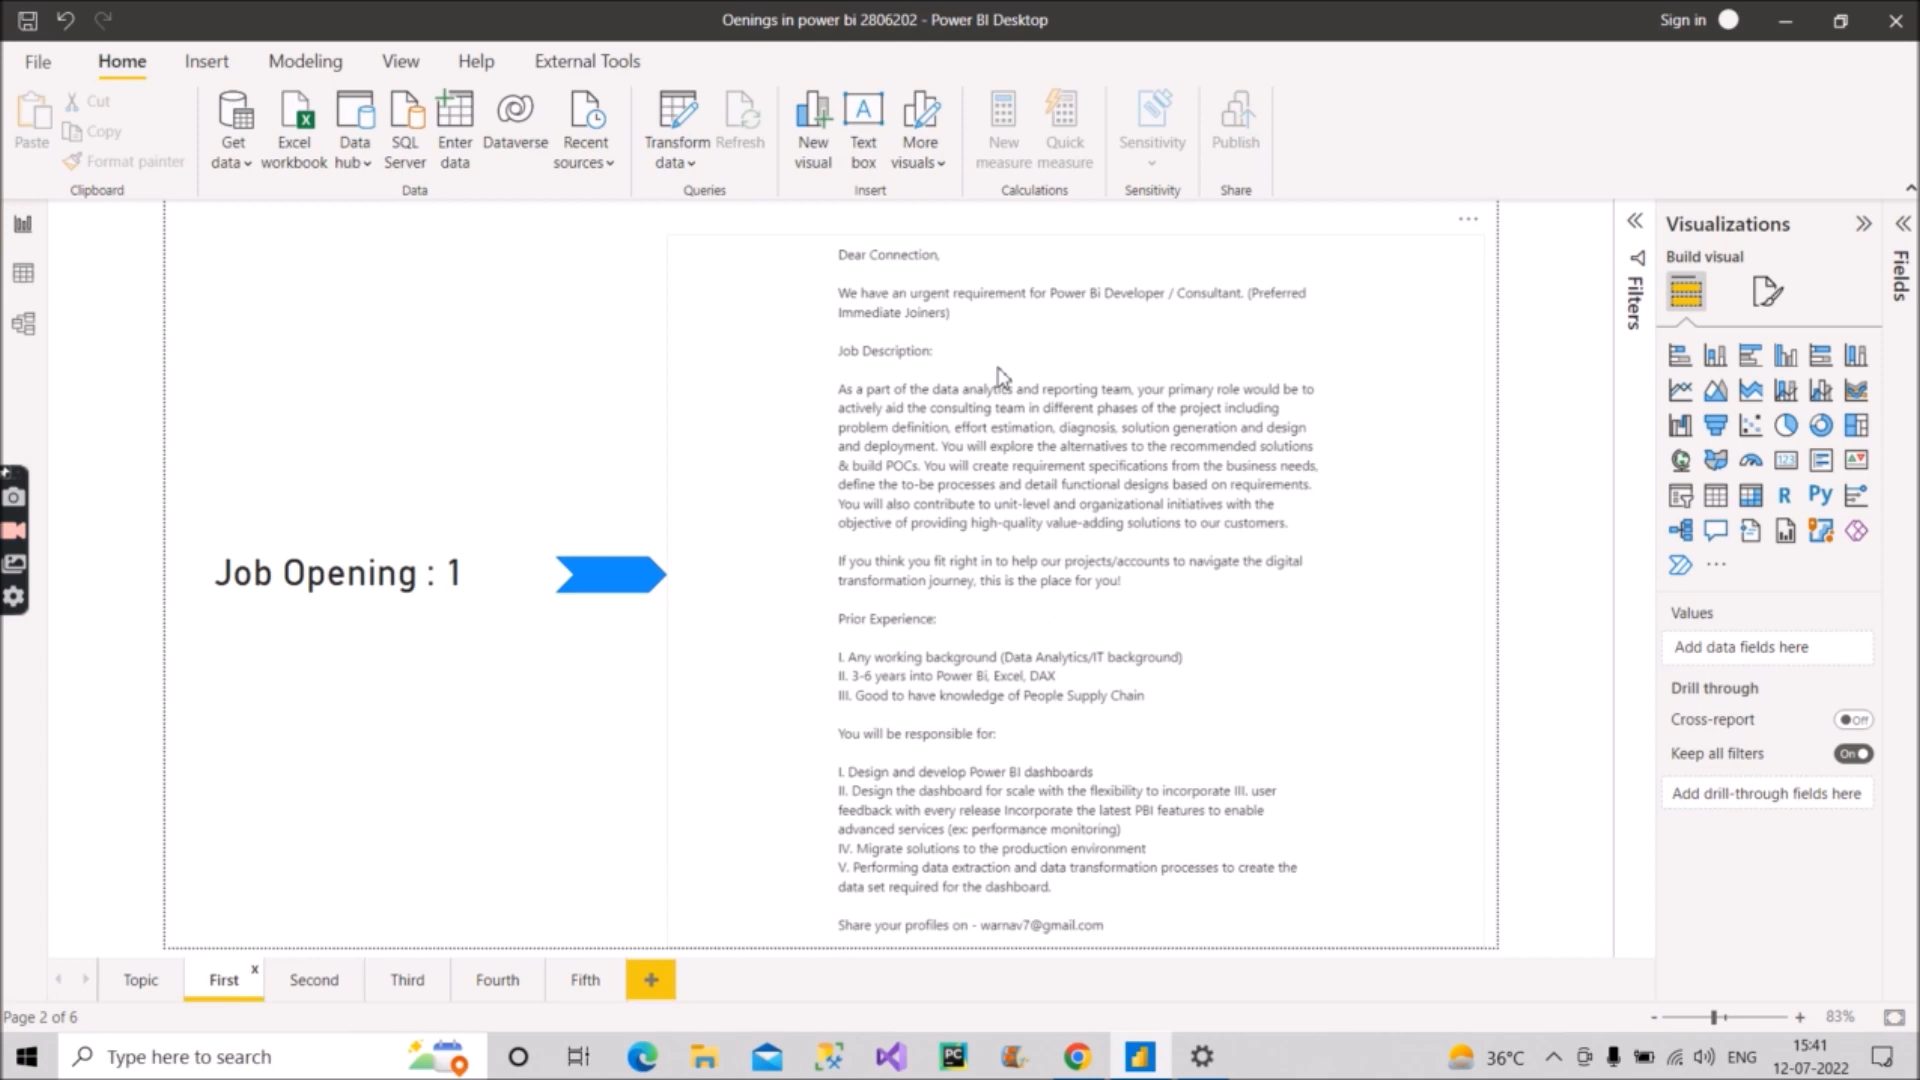 Oenings in power bi 2806202 - Power BI Desktop
Sign in
File
Home
Insert
Modeling
View
Help
External Tools
Paste
Cut
Copy
Format painter
Clipboard
Get data
Excel workbook
Data hub
SQL Server
Enter data
Dataverse
Recent sources
Data
Transform data
Refresh
Queries
New visual
Text box
More visuals
Insert
New measure
Quick measure
Calculations
Sensitivity
Sensitivity
Publish
Share
Job Opening : 1
Dear Connection,
We have an urgent requirement for Power Bi Developer / Consultant. (Preferred
Immediate Joiners)
Job Description:
As a part of the data analytics and reporting team, your primary role would be to
actively aid the consulting team in different phases of the project including
problem definition, effort estimation, diagnosis, solution generation and design
and deployment. You will explore the alternatives to the recommended solutions
& build POCs. You will create requirement specifications from the business needs,
define the to-be processes and detail functional designs based on requirements.
You will also contribute to unit-level and organizational initiatives with the
objective of providing high-quality value-adding solutions to our customers.
If you think you fit right in to help our projects/accounts to navigate the digital
transformation journey, this is the place for you!
Prior Experience:
I. Any working background (Data Analytics/IT background)
II. 3-6 years into Power Bi, Excel, DAX
III. Good to have knowledge of People Supply Chain
You will be responsible for:
I. Design and develop Power BI dashboards
II. Design the dashboard for scale with the flexibility to incorporate III. user
feedback with every release Incorporate the latest PBI features to enable
advanced services (ex: performance monitoring)
IV. Migrate solutions to the production environment
V. Performing data extraction and data transformation processes to create the
data set required for the dashboard.
Share your profiles on - warnav7@gmail.com
Filters
Visualizations
Build visual
123
R
Py
Values
Add data fields here
Drill through
Cross-report
Off
Keep all filters
On
Add drill-through fields here
Fields
Topic
First
x
Second
Third
Fourth
Fifth
+
Page 2 of 6
- + 83%
Type here to search
PC
36°C
ENG
15:41
12-07-2022